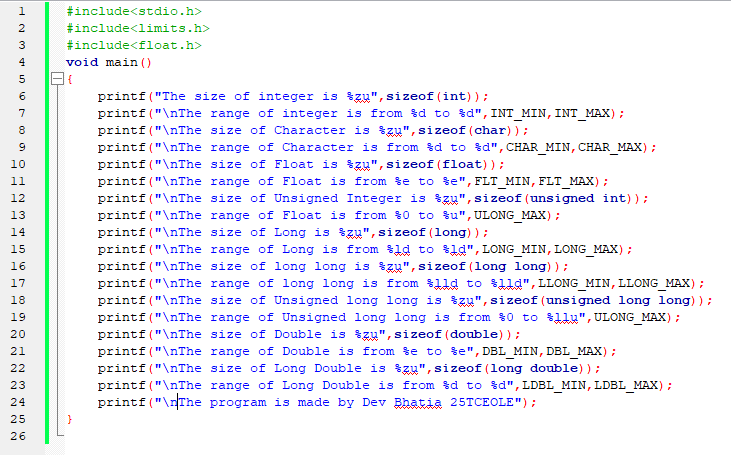 1 #include<stdio.h>
2 #include<limits.h>
3 #include<float.h>
4 void main()
5 {
6 printf("The size of integer is %zu",sizeof(int));
7 printf("\nThe range of integer is from %d to %d",INT_MIN,INT_MAX);
8 printf("\nThe size of Character is %zu",sizeof(char));
9 printf("\nThe range of Character is from %d to %d",CHAR_MIN,CHAR_MAX);
10 printf("\nThe size of Float is %zu",sizeof(float));
11 printf("\nThe range of Float is from %e to %e",FLT_MIN,FLT_MAX);
12 printf("\nThe size of Unsigned Integer is %zu",sizeof(unsigned int));
13 printf("\nThe range of Float is from %0 to %u",ULONG_MAX);
14 printf("\nThe size of Long is %zu",sizeof(long));
15 printf("\nThe range of Long is from %ld to %ld",LONG_MIN,LONG_MAX);
16 printf("\nThe size of long long is %zu",sizeof(long long));
17 printf("\nThe range of long long is from %lld to %lld",LLONG_MIN,LLONG_MAX);
18 printf("\nThe size of Unsigned long long is %zu",sizeof(unsigned long long));
19 printf("\nThe range of Unsigned long long is from %0 to %llu",ULONG_MAX);
20 printf("\nThe size of Double is %zu",sizeof(double));
21 printf("\nThe range of Double is from %e to %e",DBL_MIN,DBL_MAX);
22 printf("\nThe size of Long Double is %zu",sizeof(long double));
23 printf("\nThe range of Long Double is from %d to %d",LDBL_MIN,LDBL_MAX);
24 printf("\nThe program is made by Dev Bhatia 25TCEOLE");
25 }
26